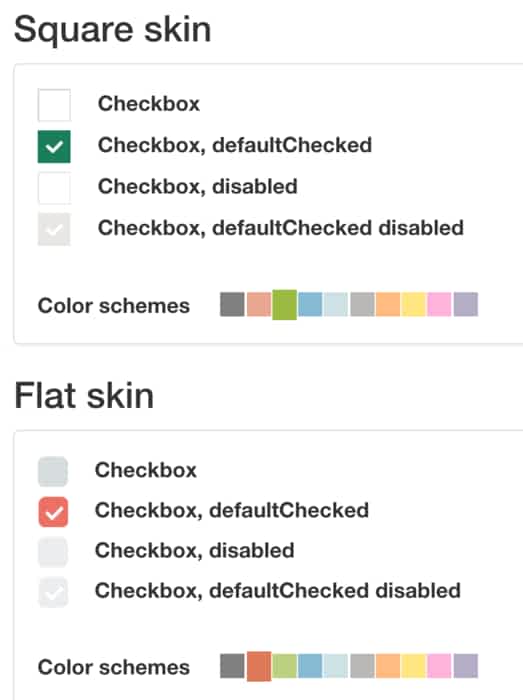 Square skin
Checkbox
Checkbox, defaultChecked
Checkbox, disabled
Checkbox, defaultChecked disabled
Color schemes
Flat skin
Checkbox
Checkbox, defaultChecked
Checkbox, disabled
Checkbox, defaultChecked disabled
Color schemes